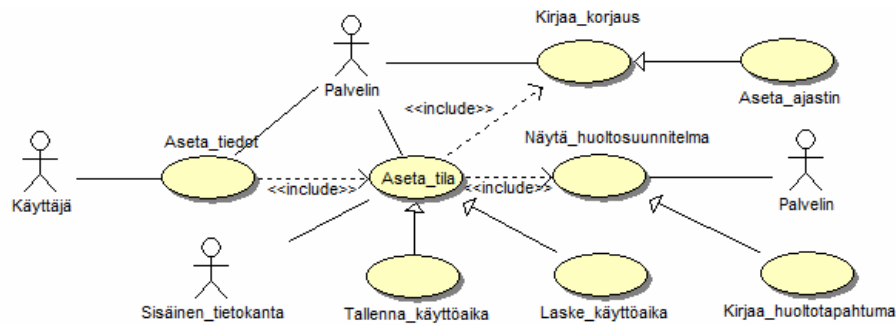 Kirjaa_korjaus
Palvelin
Aseta_ajastin
<<include>>
Aseta_tiedot
Näytä_huoltosuunnitelma
Käyttäjä
<<include>>
Aseta_tila
<<include>>
Palvelin
Sisäinen_tietokanta
Tallenna_käyttöaika
Laske_käyttöaika
Kirjaa_huoltotapahtuma